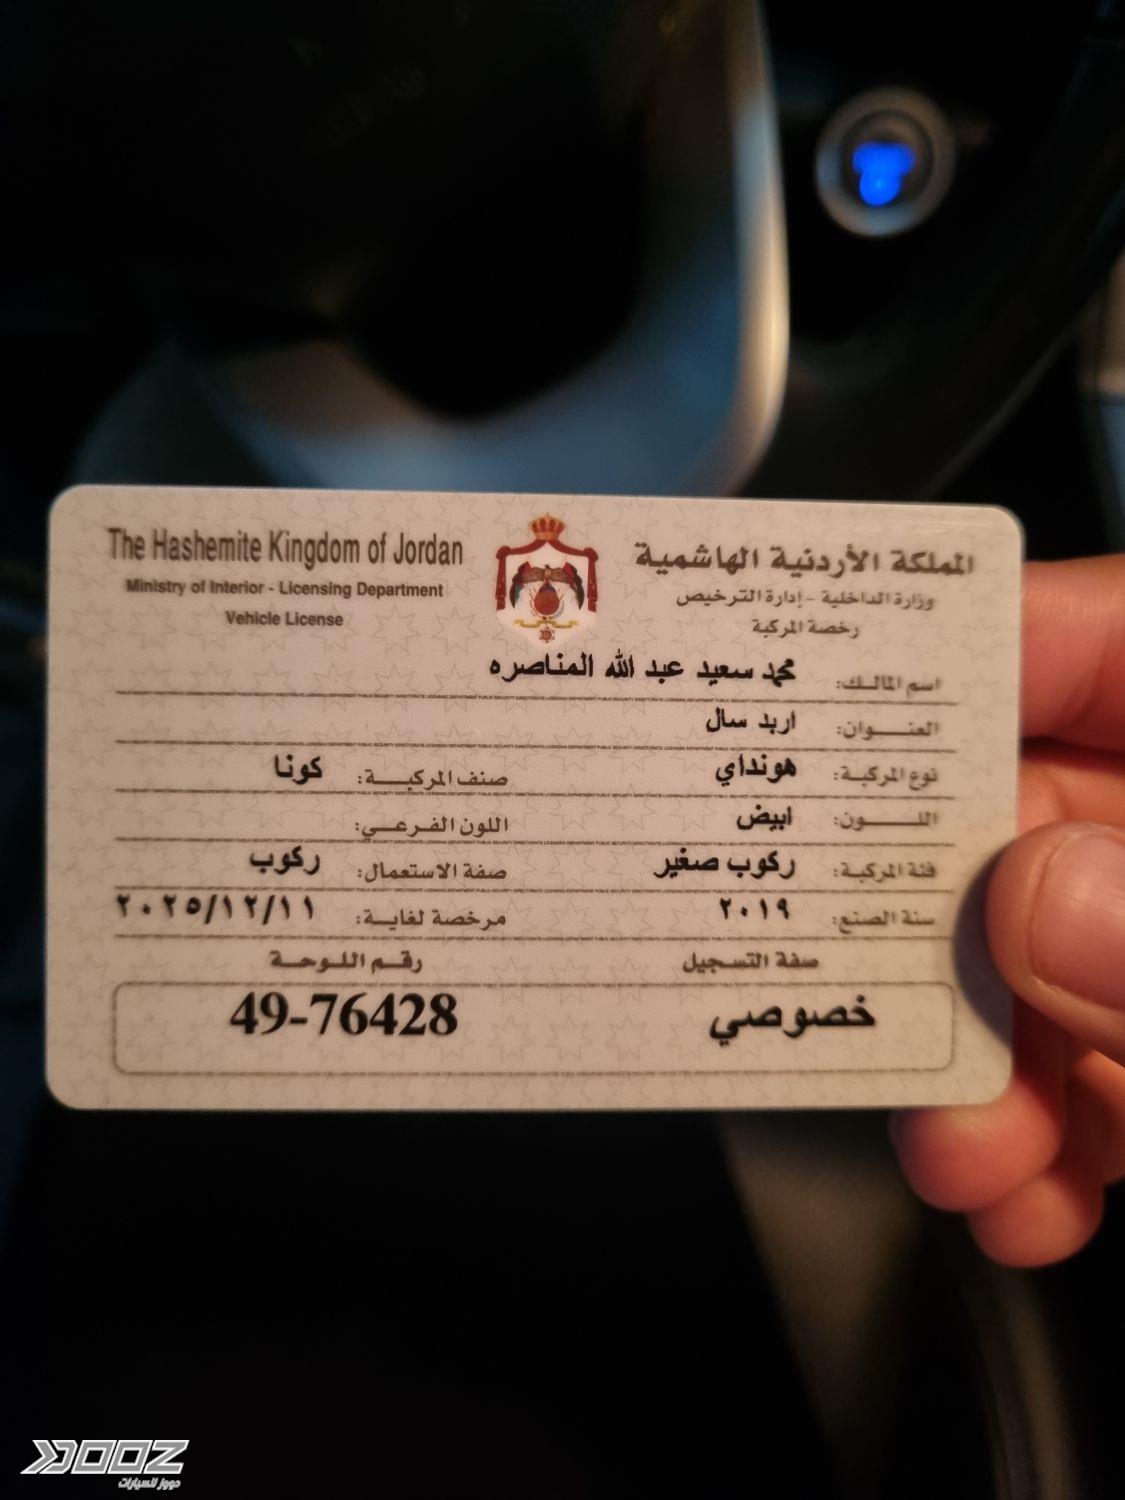 The Hashemite Kingdom of Jordan
Ministry of Interior - Licensing Department
Vehicle License
المملكة الأردنية الهاشمية
وزارة الداخلية - إدارة الترخيص
رخصة المركبة
اسم المالك: محمد سعيد عبد الله المناصره
العنوان: اربد سال
نوع المركبة: هونداي صنف المركبة: كونا
اللون: ابيض اللون الفرعي:
فئة المركبة: ركوب صغير صفة الاستعمال: ركوب
سنة الصنع: ٢٠١٩ مرخصة لغاية: ٢٠٢٥/١٢/١١
صفة التسجيل رقم اللوحة
خصوصي 49-76428
DOOZ
دووز للسيارات